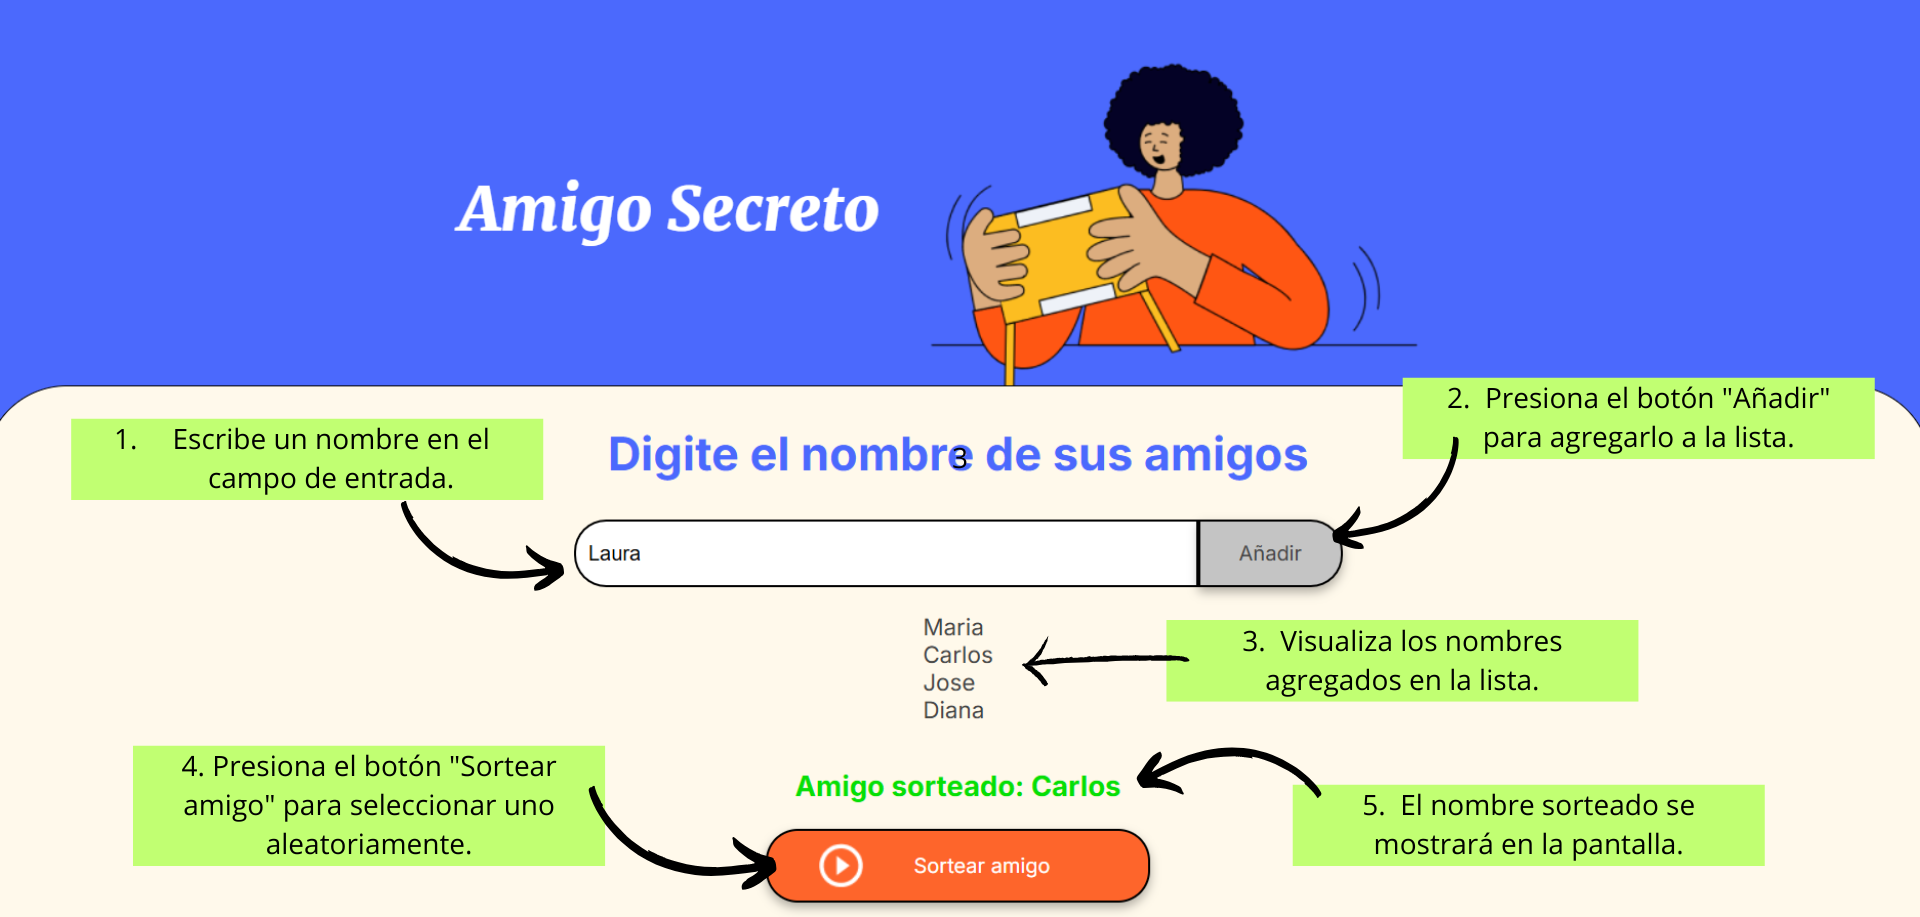 Amigo Secreto
1. Escribe un nombre en el
campo de entrada.
2. Presiona el botón "Añadir"
para agregarlo a la lista.
Digite el nombre de sus amigos
3
Laura
Añadir
Maria
Carlos
Jose
Diana
3. Visualiza los nombres
agregados en la lista.
4. Presiona el botón "Sortear
amigo" para seleccionar uno
aleatoriamente.
Amigo sorteado: Carlos
5. El nombre sorteado se
mostrará en la pantalla.
Sortear amigo